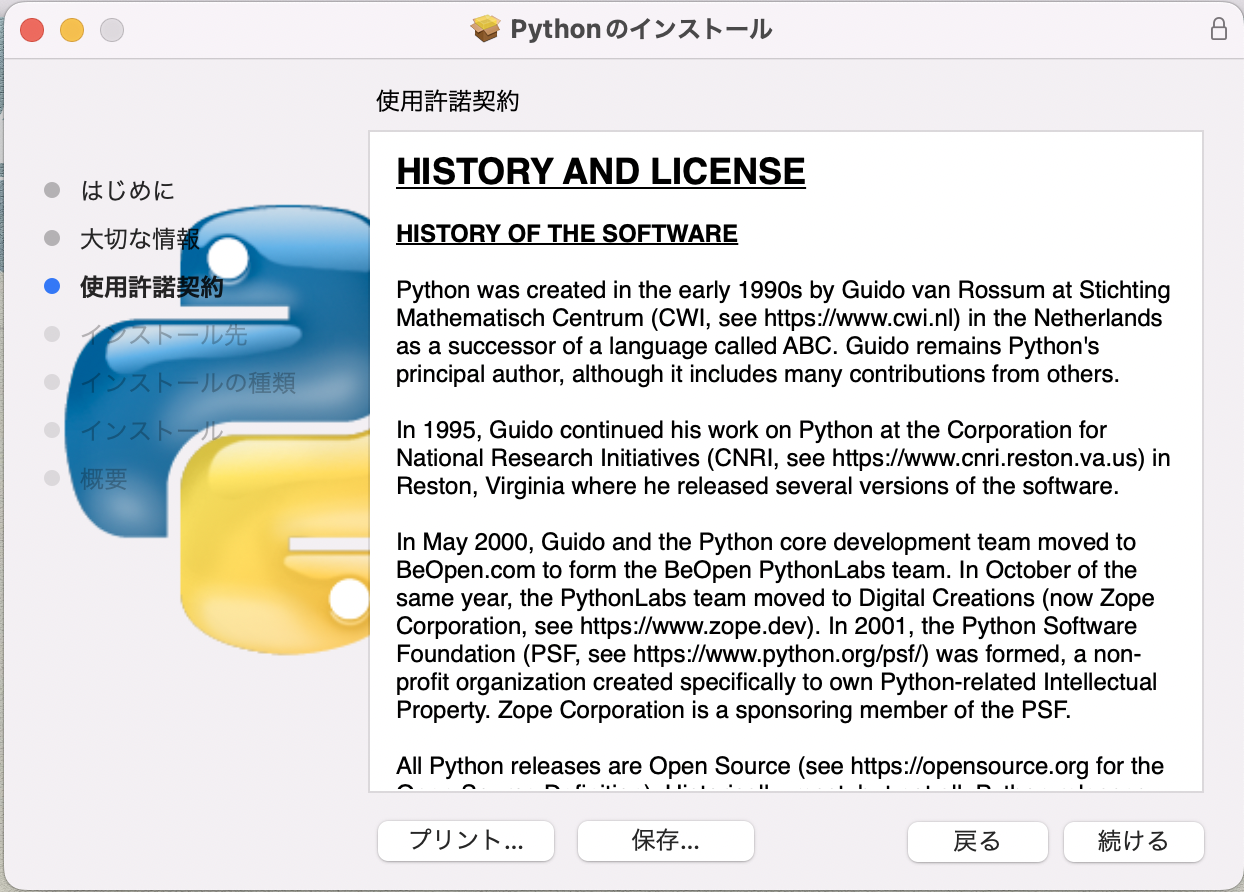 Pythonのインストール
使用許諾契約
はじめに
大切な情報
使用許諾契約
インストール先
インストールの種類
インストール
概要
HISTORY AND LICENSE
HISTORY OF THE SOFTWARE
Python was created in the early 1990s by Guido van Rossum at Stichting
Mathematisch Centrum (CWI, see https://www.cwi.nl) in the Netherlands
as a successor of a language called ABC. Guido remains Python's
principal author, although it includes many contributions from others.
In 1995, Guido continued his work on Python at the Corporation for
National Research Initiatives (CNRI, see https://www.cnri.reston.va.us) in
Reston, Virginia where he released several versions of the software.
In May 2000, Guido and the Python core development team moved to
BeOpen.com to form the BeOpen PythonLabs team. In October of the
same year, the PythonLabs team moved to Digital Creations (now Zope
Corporation, see https://www.zope.dev). In 2001, the Python Software
Foundation (PSF, see https://www.python.org/psf/) was formed, a non-
profit organization created specifically to own Python-related Intellectual
Property. Zope Corporation is a sponsoring member of the PSF.
All Python releases are Open Source (see https://opensource.org for the
プリント...
保存...
戻る
続ける